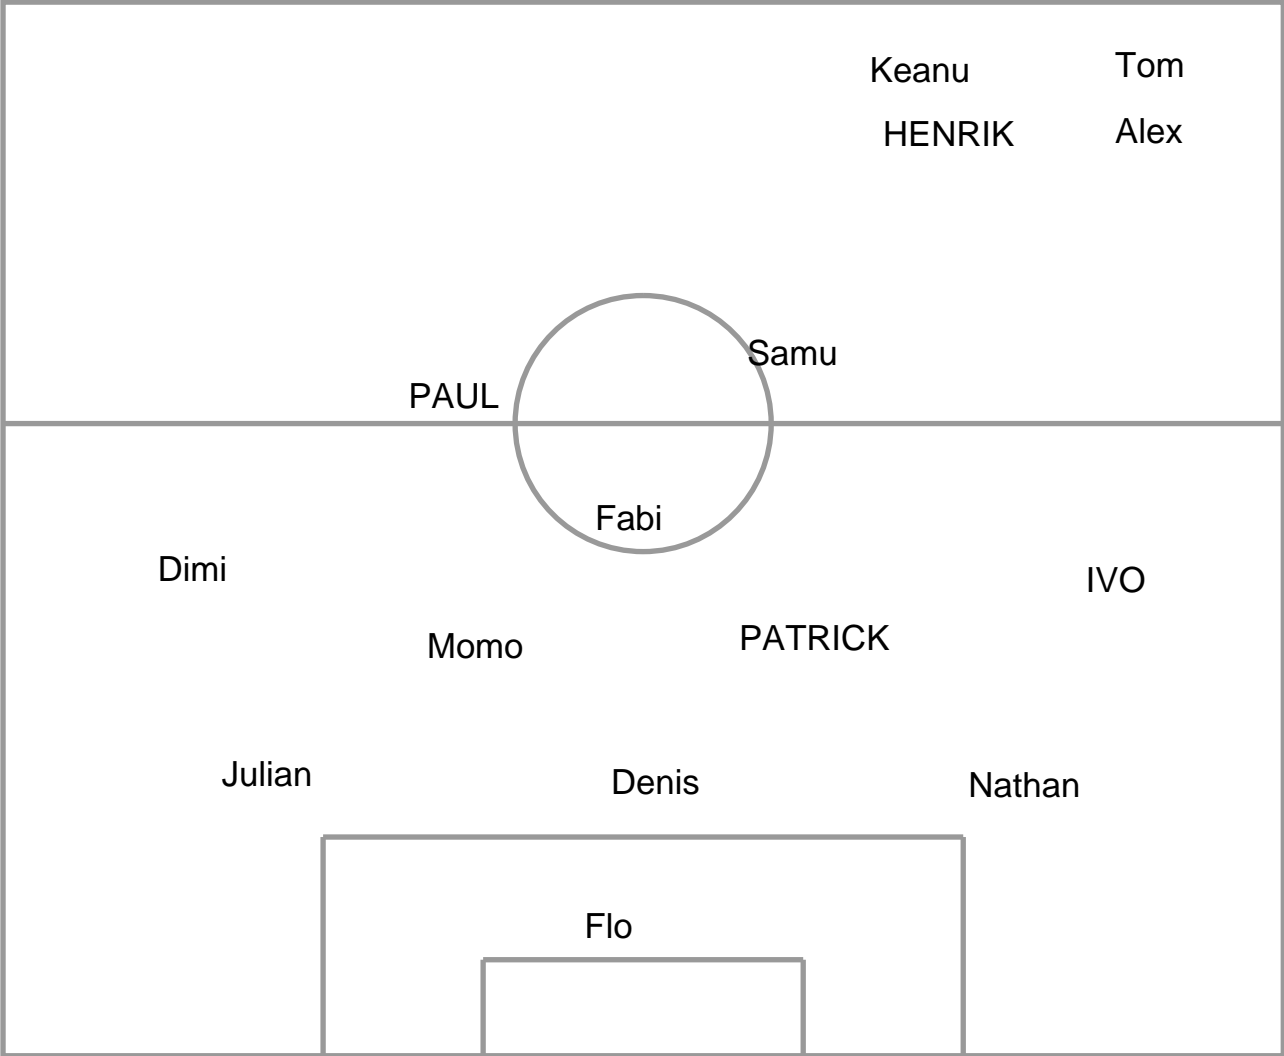 Keanu Tom
HENRIK Alex
Samu
PAUL
Fabi
Dimi IVO
Momo PATRICK
Julian Denis Nathan
Flo